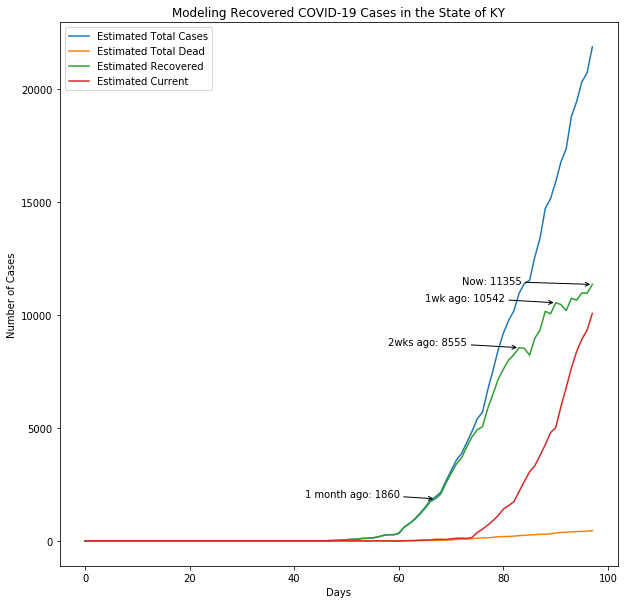 Modeling Recovered COVID-19 Cases in the State of KY
Estimated Total Cases
Estimated Total Dead
Estimated Recovered
Estimated Current
20000
15000
Now: 11355
1wk ago: 10542
10000
2wks ago: 8555
5000
1 month ago: 1860
0
Number of Cases
0 20 40 60 80 100
Days